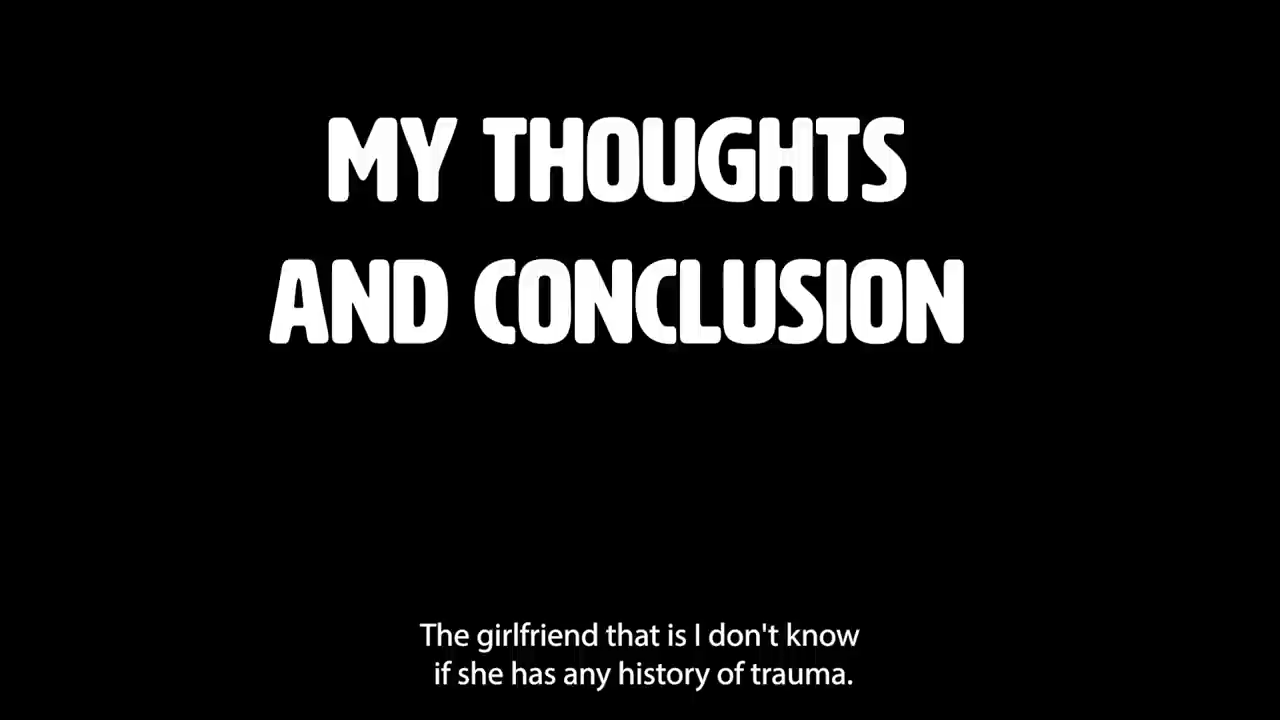 MY THOUGHTS
AND CONCLUSION
The girlfriend that is I don't know
if she has any history of trauma.